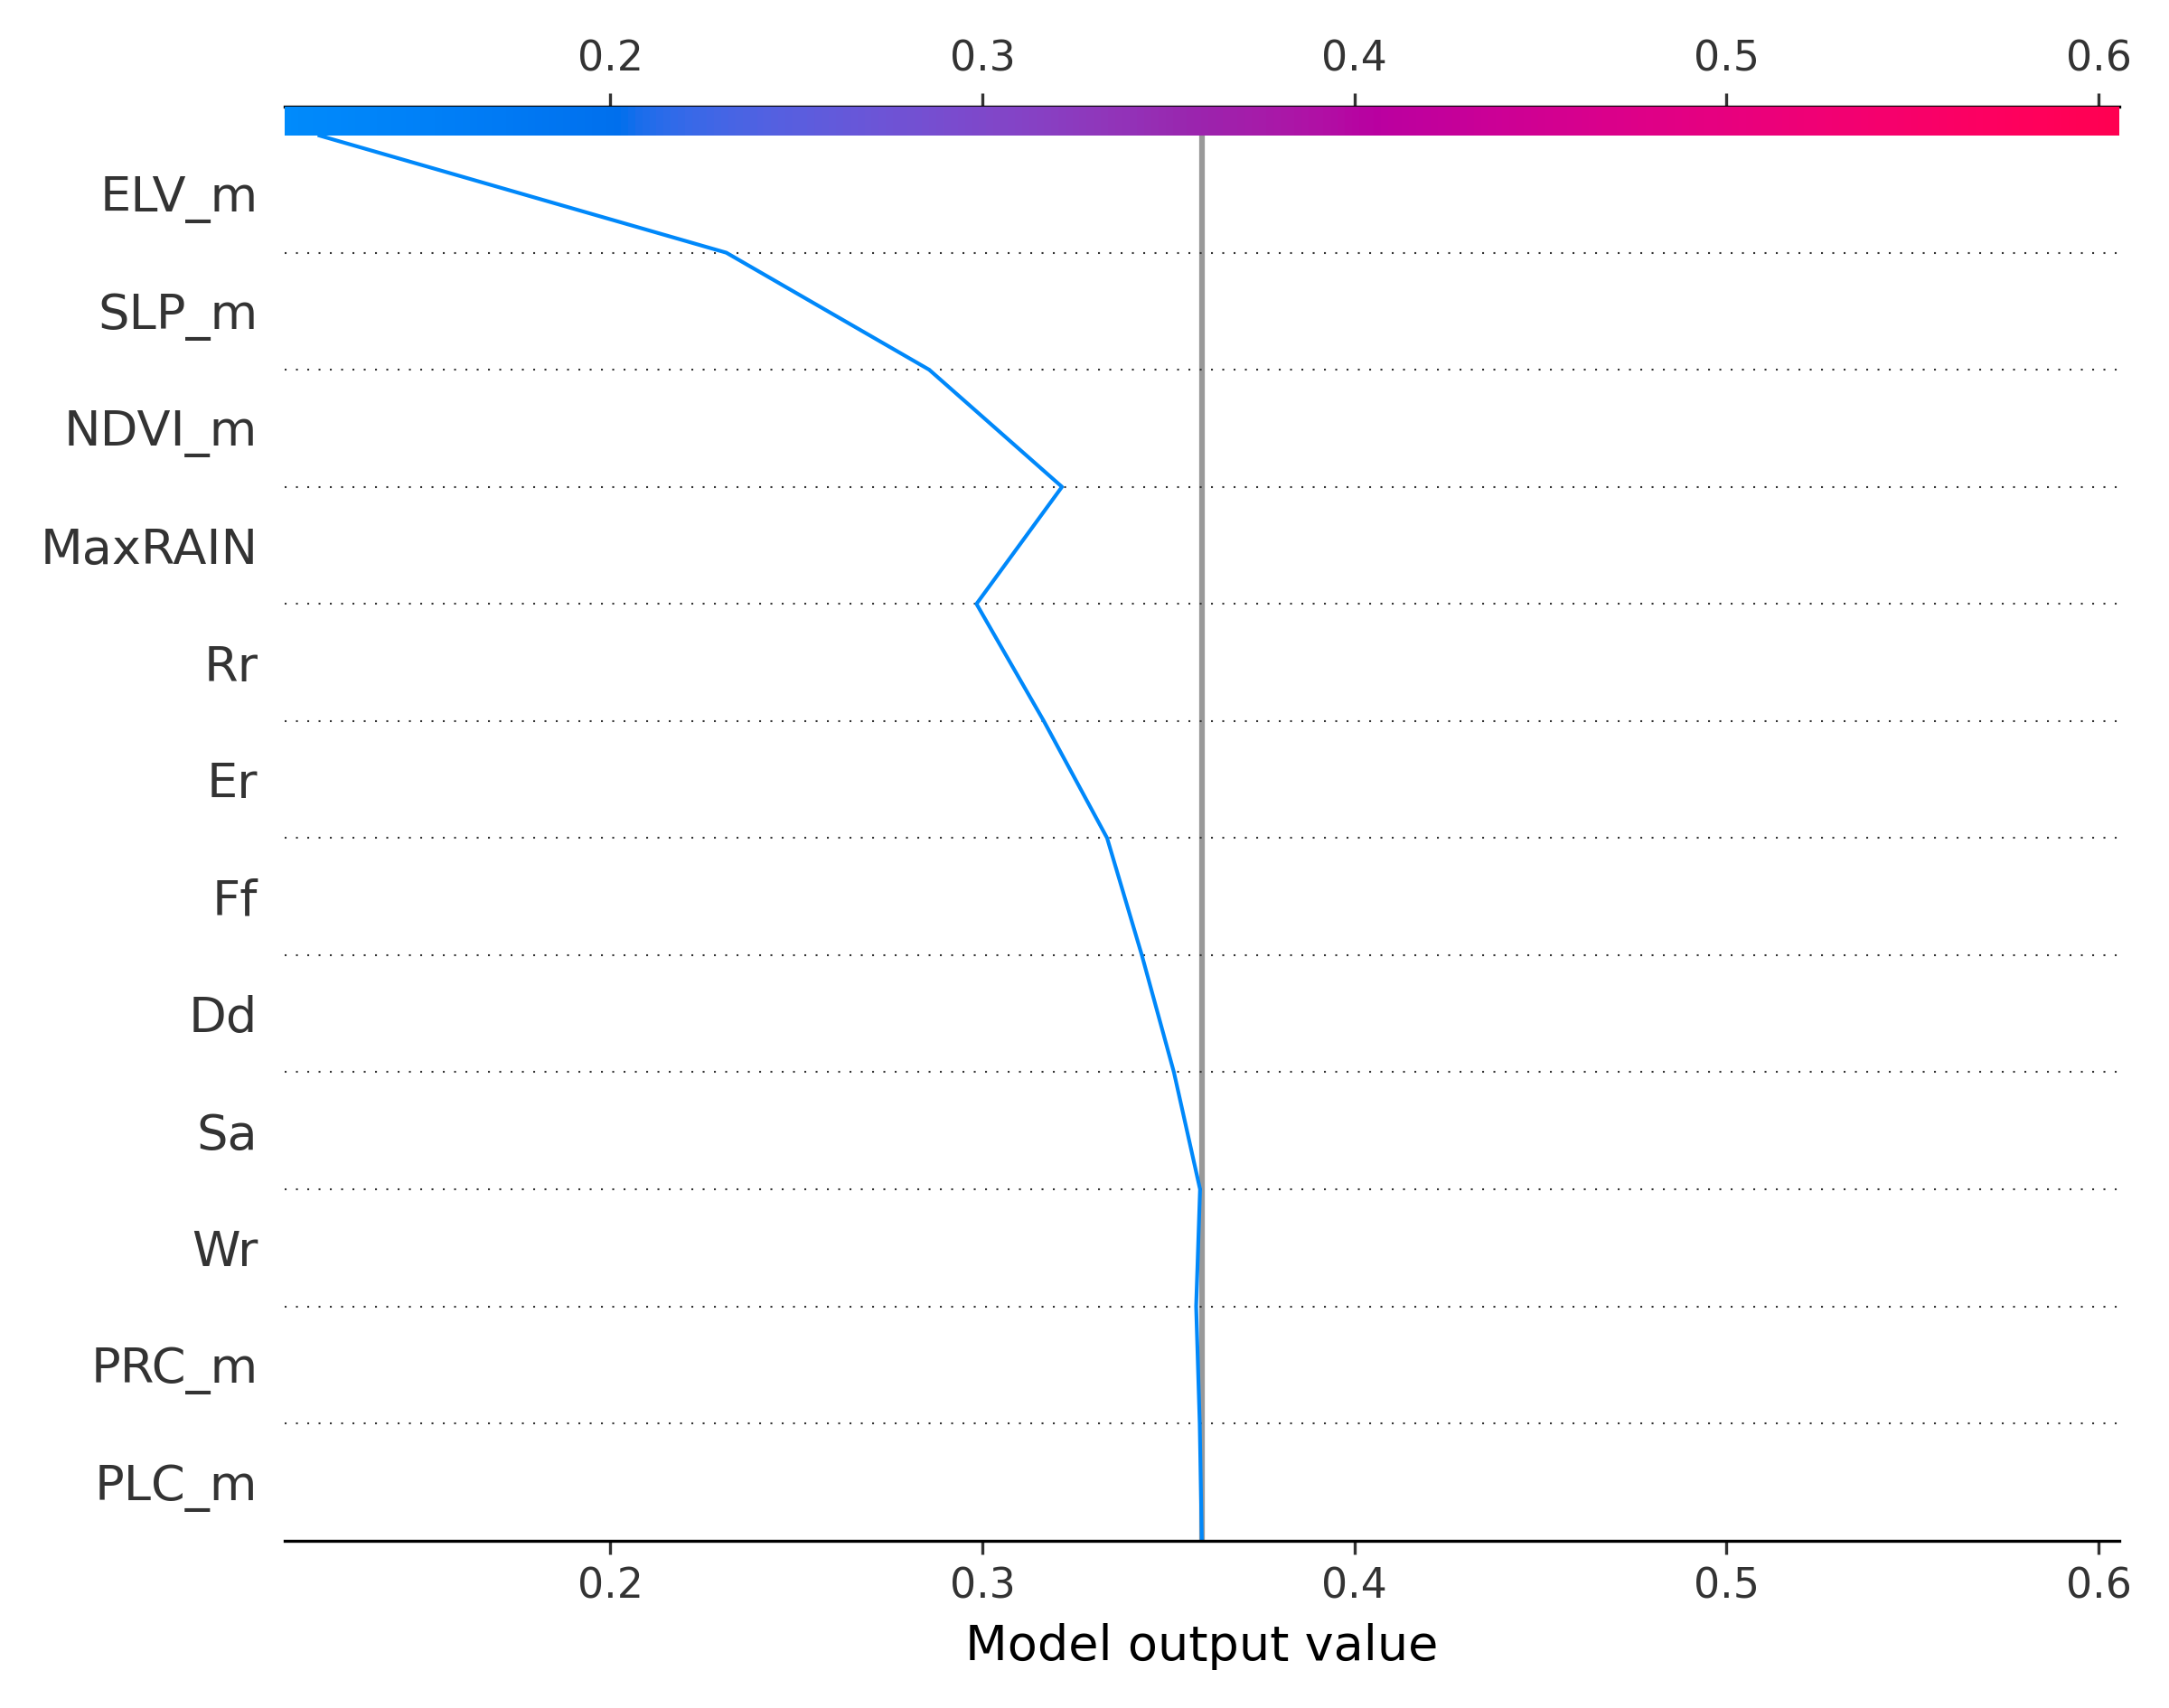 0.2 0.3 0.4 0.5 0.6
ELV_m
SLP_m
NDVI_m
MaxRAIN
Rr
Er
Ff
Dd
Sa
Wr
PRC_m
PLC_m
0.2 0.3 0.4 0.5 0.6
Model output value